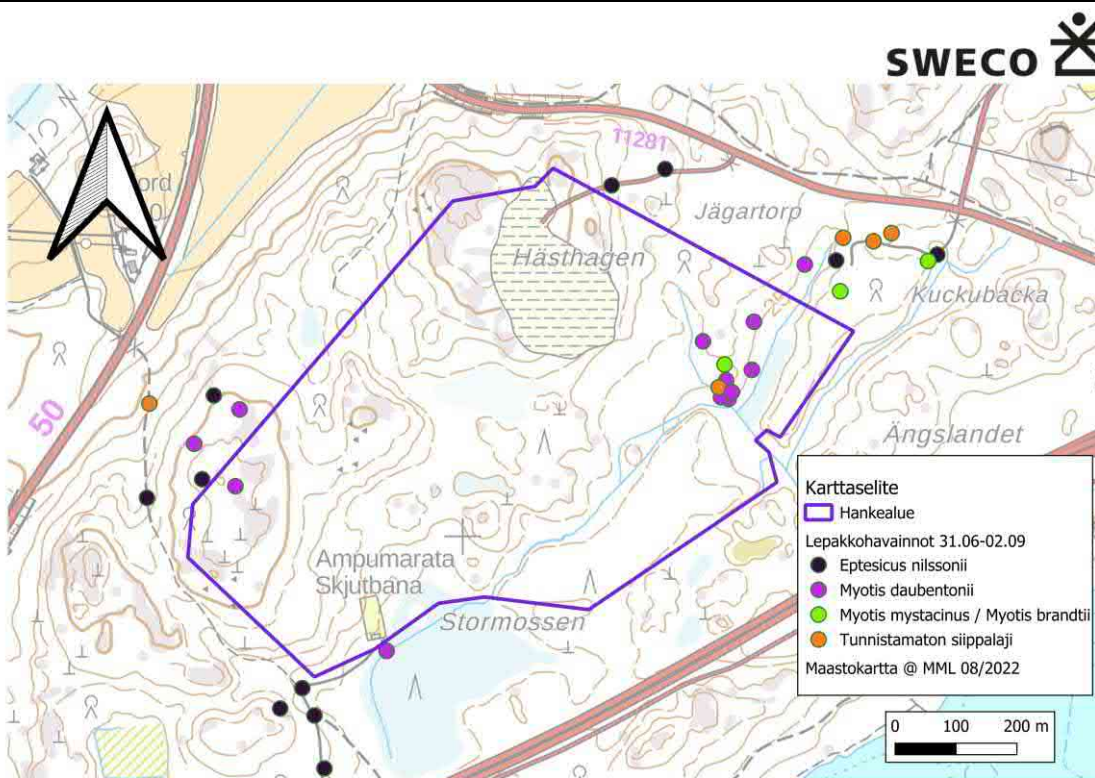 SWECO
11281
ord
Jägartorp
Hästhagen
Kuckubacka
50
Ängslandet
Ampumarata
Skjutbana
Stormossen
Karttaselite
Hankealue
Lepakkohavainnot 31.06-02.09
Eptesicus nilssonii
Myotis daubentonii
Myotis mystacinus / Myotis brandtii
Tunnistamaton siippalaji
Maastokartta @ MML 08/2022
0 100 200 m